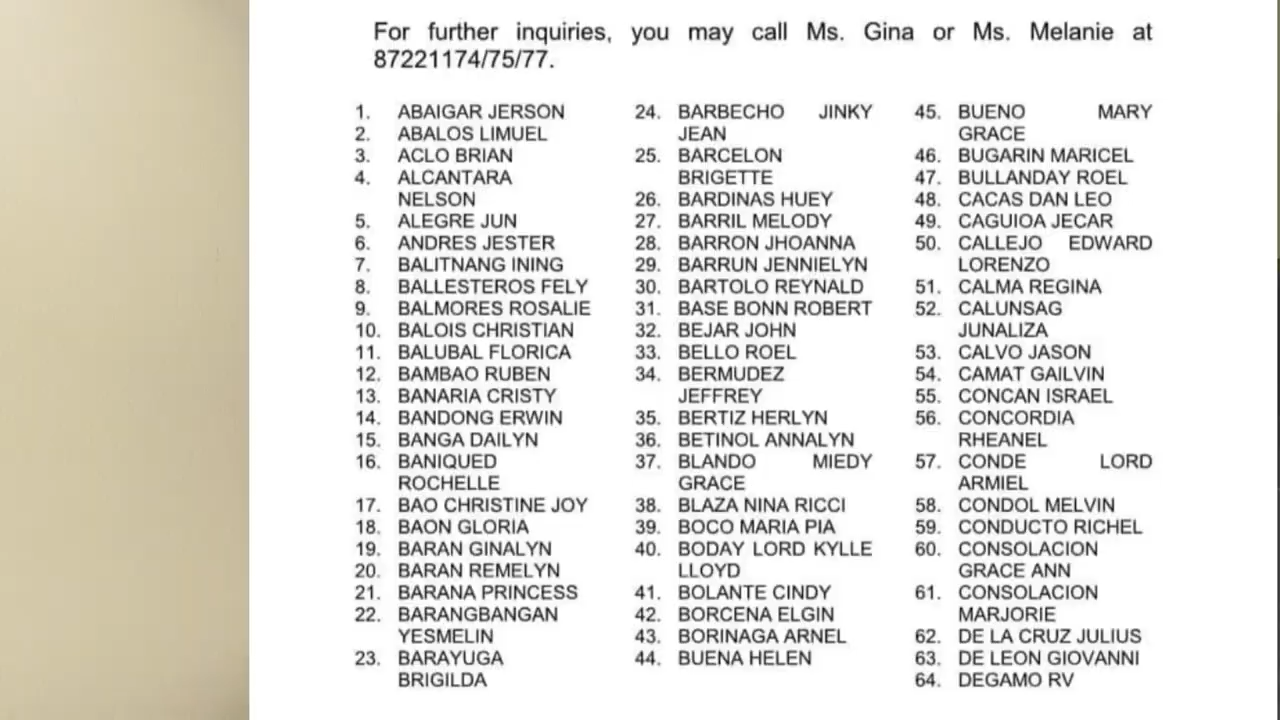 For further inquiries, you may call Ms. Gina or Ms. Melanie at
87221174/75/77.
1. ABAIGAR JERSON
2. ABALOS LIMUEL
3. ACLO BRIAN
4. ALCANTARA
NELSON
5. ALEGRE JUN
6. ANDRES JESTER
7. BALITNANG INING
8. BALLESTEROS FELY
9. BALMORES ROSALIE
10. BALOIS CHRISTIAN
11. BALUBAL FLORICA
12. BAMBAO RUBEN
13. BANARIA CRISTY
14. BANDONG ERWIN
15. BANGA DAILYN
16. BANIQUED
ROCHELLE
17. BAO CHRISTINE JOY
18. BAON GLORIA
19. BARAN GINALYN
20. BARAN REMELYN
21. BARANA PRINCESS
22. BARANGBANGAN
YESMELIN
23. BARAYUGA
BRIGILDA
24. BARBECHO JINKY
JEAN
25. BARCELON
BRIGETTE
26. BARDINAS HUEY
27. BARRIL MELODY
28. BARRON JHOANNA
29. BARRUN JENNIELYN
30. BARTOLO REYNALD
31. BASE BONN ROBERT
32. BEJAR JOHN
33. BELLO ROEL
34. BERMUDEZ
JEFFREY
35. BERTIZ HERLYN
36. BETINOL ANNALYN
37. BLANDO MIEDY
GRACE
38. BLAZA NINA RICCI
39. BOCO MARIA PIA
40. BODAY LORD KYLLE
LLOYD
41. BOLANTE CINDY
42. BORCENA ELGIN
43. BORINAGA ARNEL
44. BUENA HELEN
45. BUENO MARY
GRACE
46. BUGARIN MARICEL
47. BULLANDAY ROEL
48. CACAS DAN LEO
49. CAGUIOA JECAR
50. CALLEJO EDWARD
LORENZO
51. CALMA REGINA
52. CALUNSAG
JUNALIZA
53. CALVO JASON
54. CAMAT GAILVIN
55. CONCAN ISRAEL
56. CONCORDIA
RHEANEL
57. CONDE LORD
ARMIEL
58. CONDOL MELVIN
59. CONDUCTO RICHEL
60. CONSOLACION
GRACE ANN
61. CONSOLACION
MARJORIE
62. DE LA CRUZ JULIUS
63. DE LEON GIOVANNI
64. DEGAMO RV